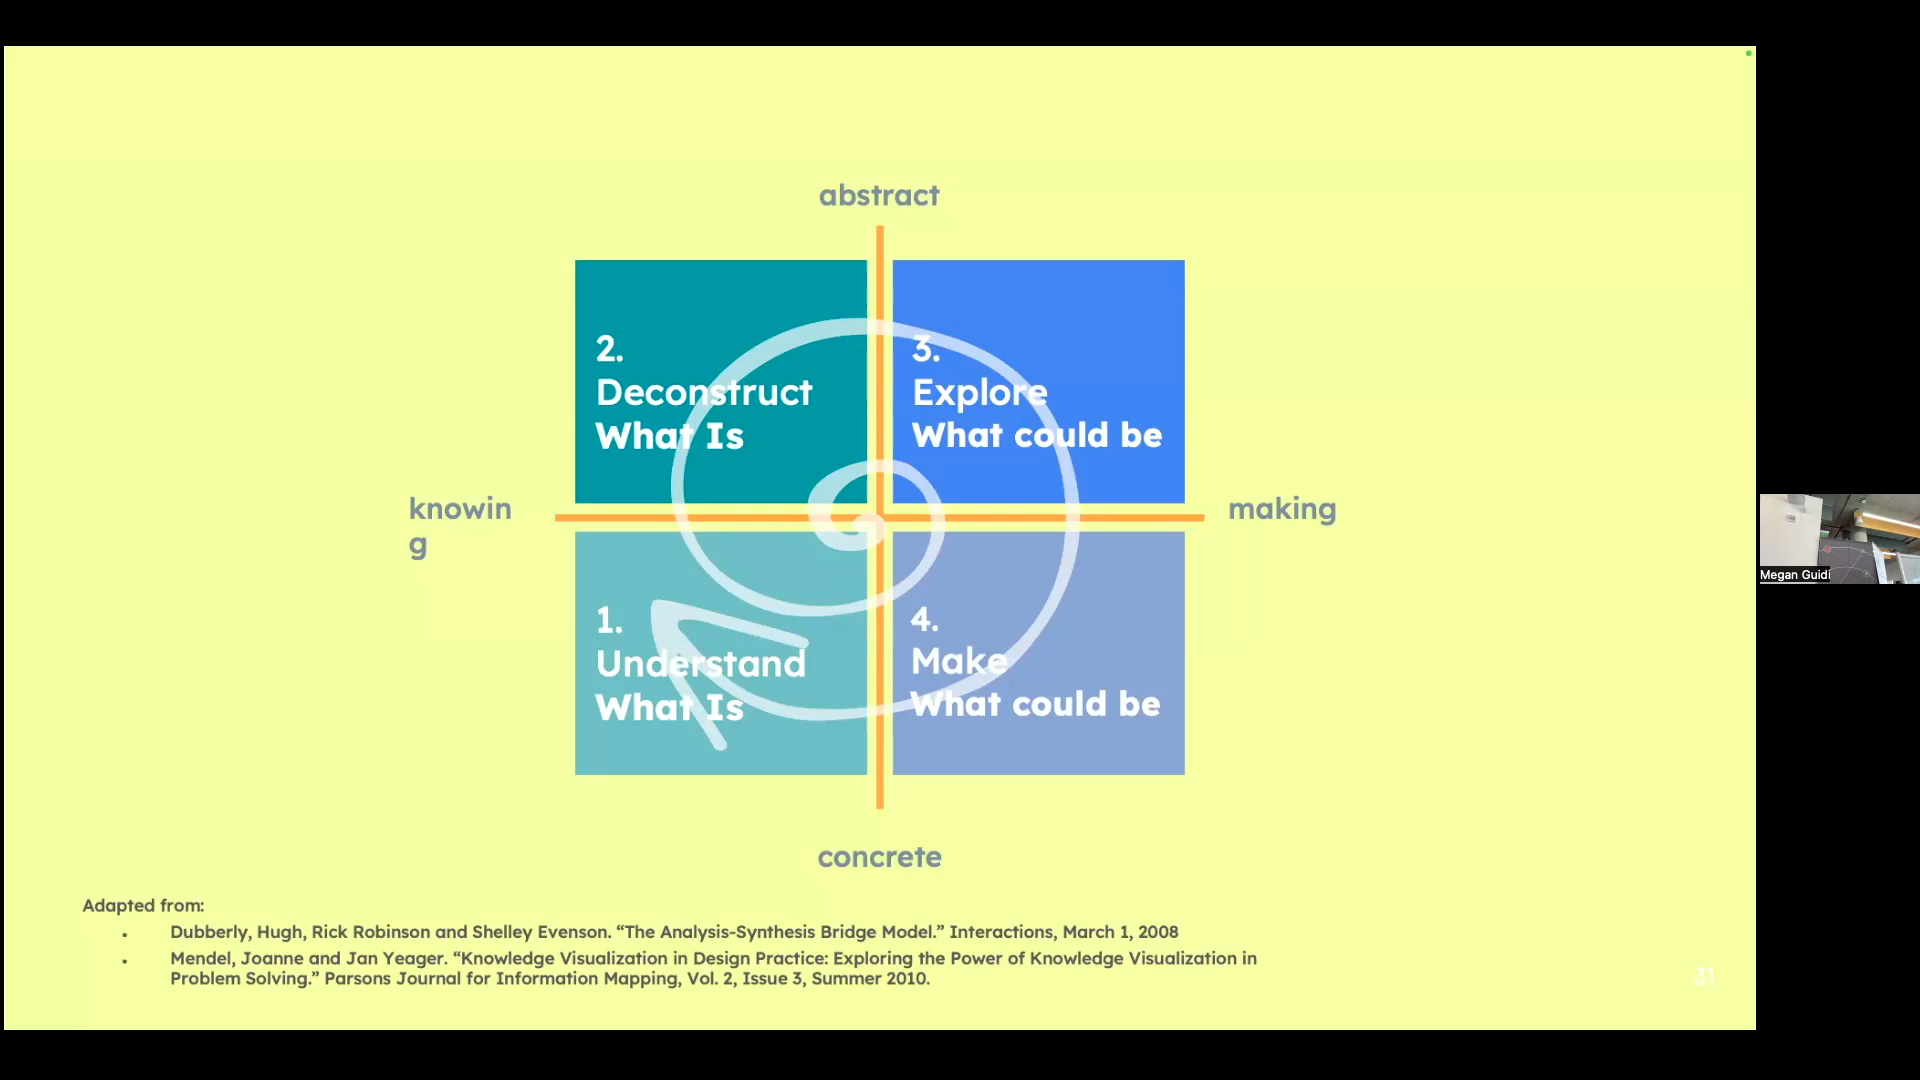 abstract
2.
Deconstruct
What Is
3.
Explore
What could be
knowin
g
making
1.
Understand
What Is
4.
Make
What could be
concrete
Adapted from:
• Dubberly, Hugh, Rick Robinson and Shelley Evenson. “The Analysis-Synthesis Bridge Model.” Interactions, March 1, 2008
• Mendel, Joanne and Jan Yeager. “Knowledge Visualization in Design Practice: Exploring the Power of Knowledge Visualization in
Problem Solving.” Parsons Journal for Information Mapping, Vol. 2, Issue 3, Summer 2010.
31
Megan Guidi